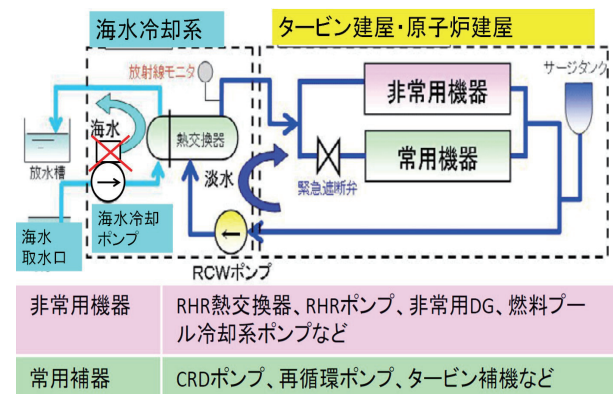 海水冷却系
タービン建屋・原子炉建屋
放射線モニタ
サージタンク
非常用機器
海水
熱交換器
常用機器
放水槽
淡水
緊急遮断弁
海水冷却
ポンプ
海水
取水口
RCWポンプ
非常用機器
RHR熱交換器、RHRポンプ、非常用DG、燃料プー
ル冷却系ポンプなど
常用補器
CRDポンプ、再循環ポンプ、タービン補機など